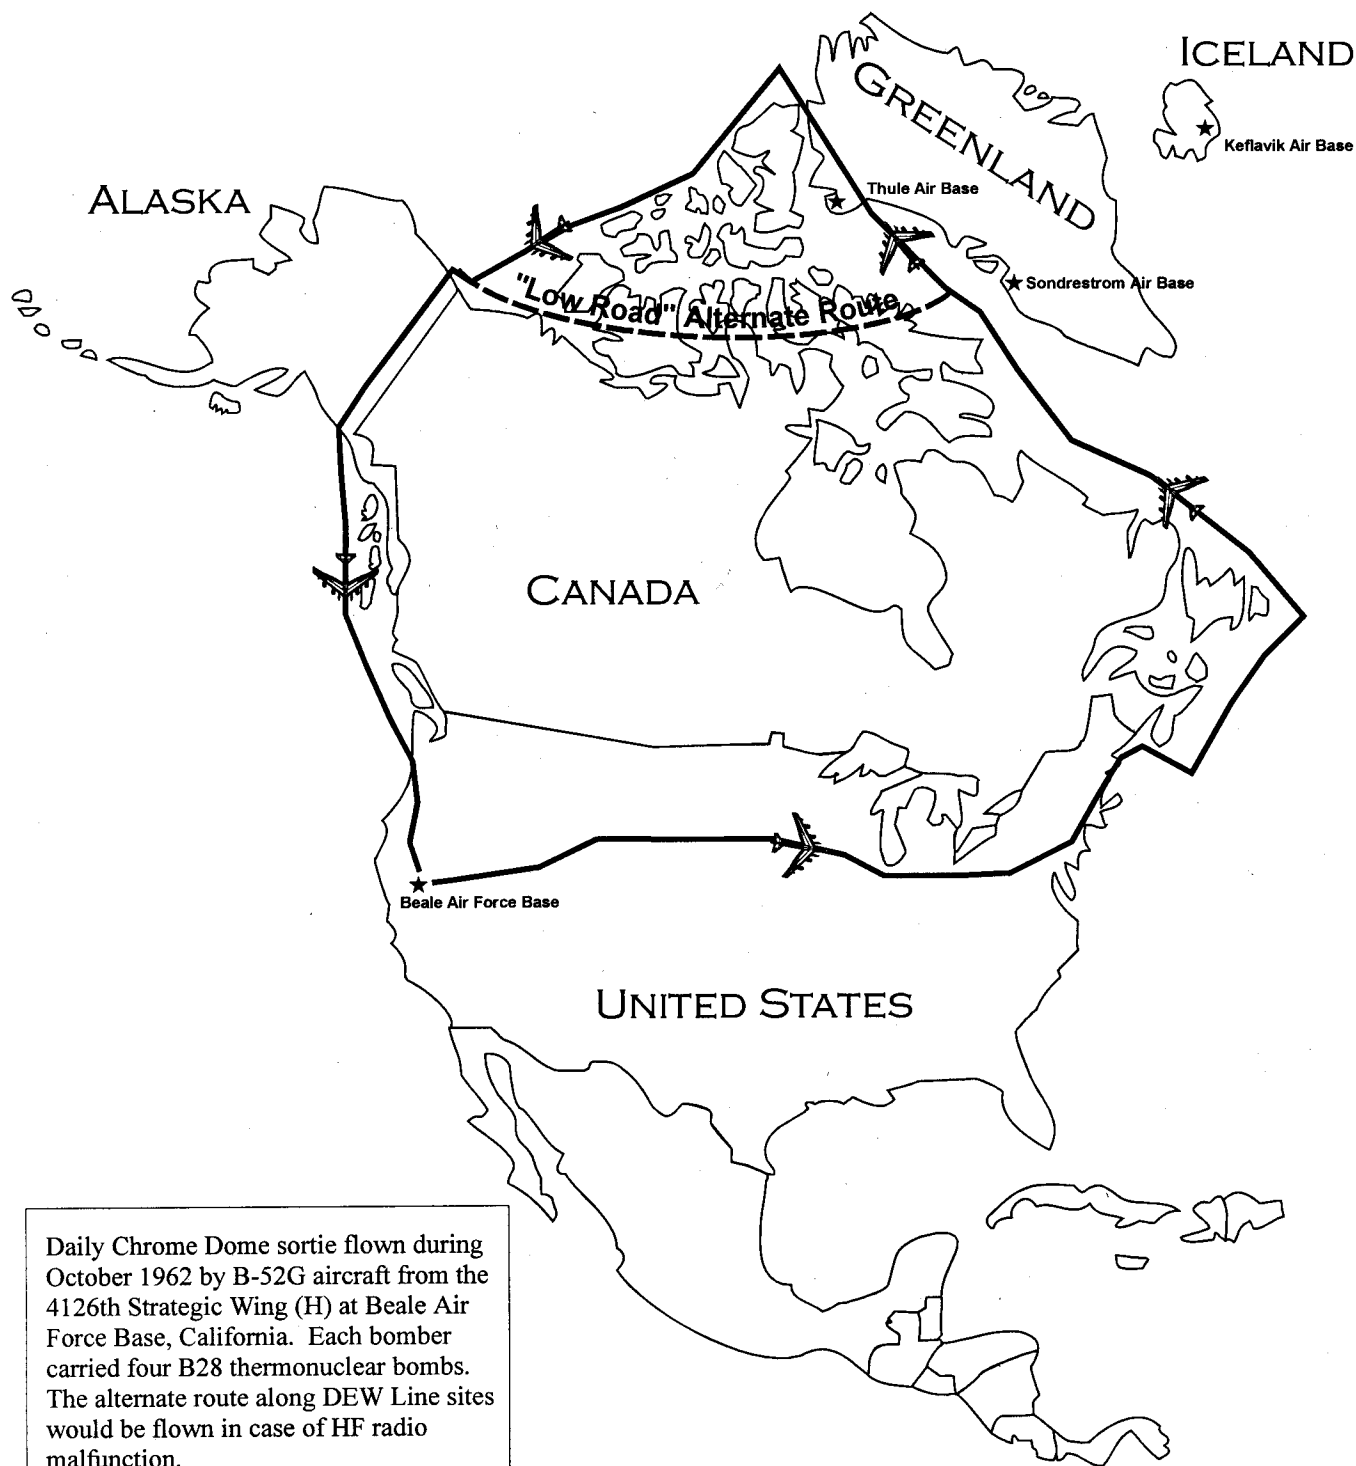 ICELAND
Keflavik Air Base
GREENLAND
Thule Air Base
ALASKA
Sondrestrom Air Base
"Low Road" Alternate Route
CANADA
Beale Air Force Base
UNITED STATES
Daily Chrome Dome sortie flown during
October 1962 by B-52G aircraft from the
4126th Strategic Wing (H) at Beale Air
Force Base, California.  Each bomber
carried four B28 thermonuclear bombs.
The alternate route along DEW Line sites
would be flown in case of HF radio
malfunction.